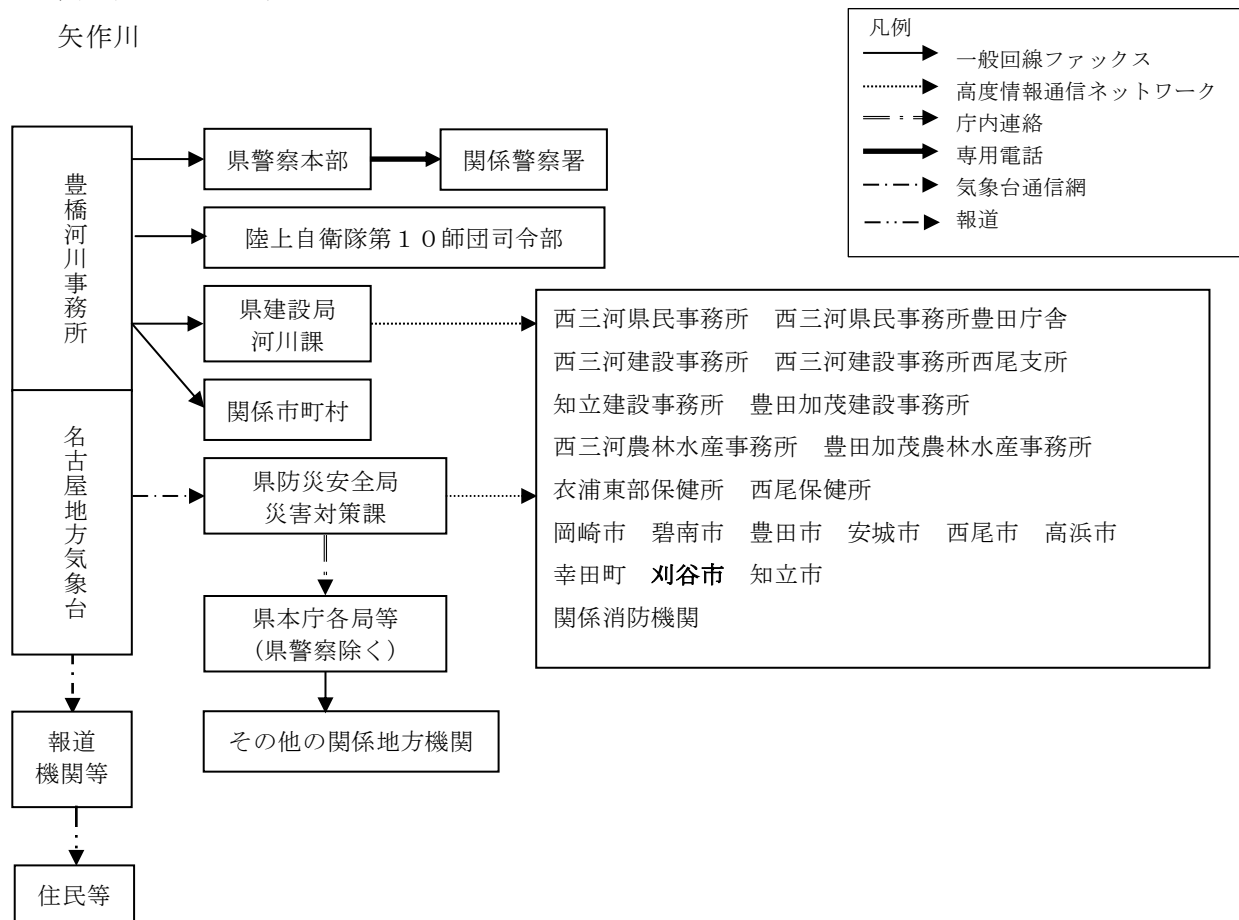 矢作川
凡例
一般回線ファックス
高度情報通信ネットワーク
庁内連絡
専用電話
気象台通信網
報道
豊橋河川事務所
名古屋地方気象台
県警察本部
関係警察署
陸上自衛隊第１０師団司令部
県建設局
河川課
関係市町村
県防災安全局
災害対策課
県本庁各局等
（県警察除く）
その他の関係地方機関
西三河県民事務所　西三河県民事務所豊田庁舎
西三河建設事務所　西三河建設事務所西尾支所
知立建設事務所　豊田加茂建設事務所
西三河農林水産事務所　豊田加茂農林水産事務所
衣浦東部保健所　西尾保健所
岡崎市　碧南市　豊田市　安城市　西尾市　高浜市
幸田町　刈谷市　知立市
関係消防機関
報道
機関等
住民等